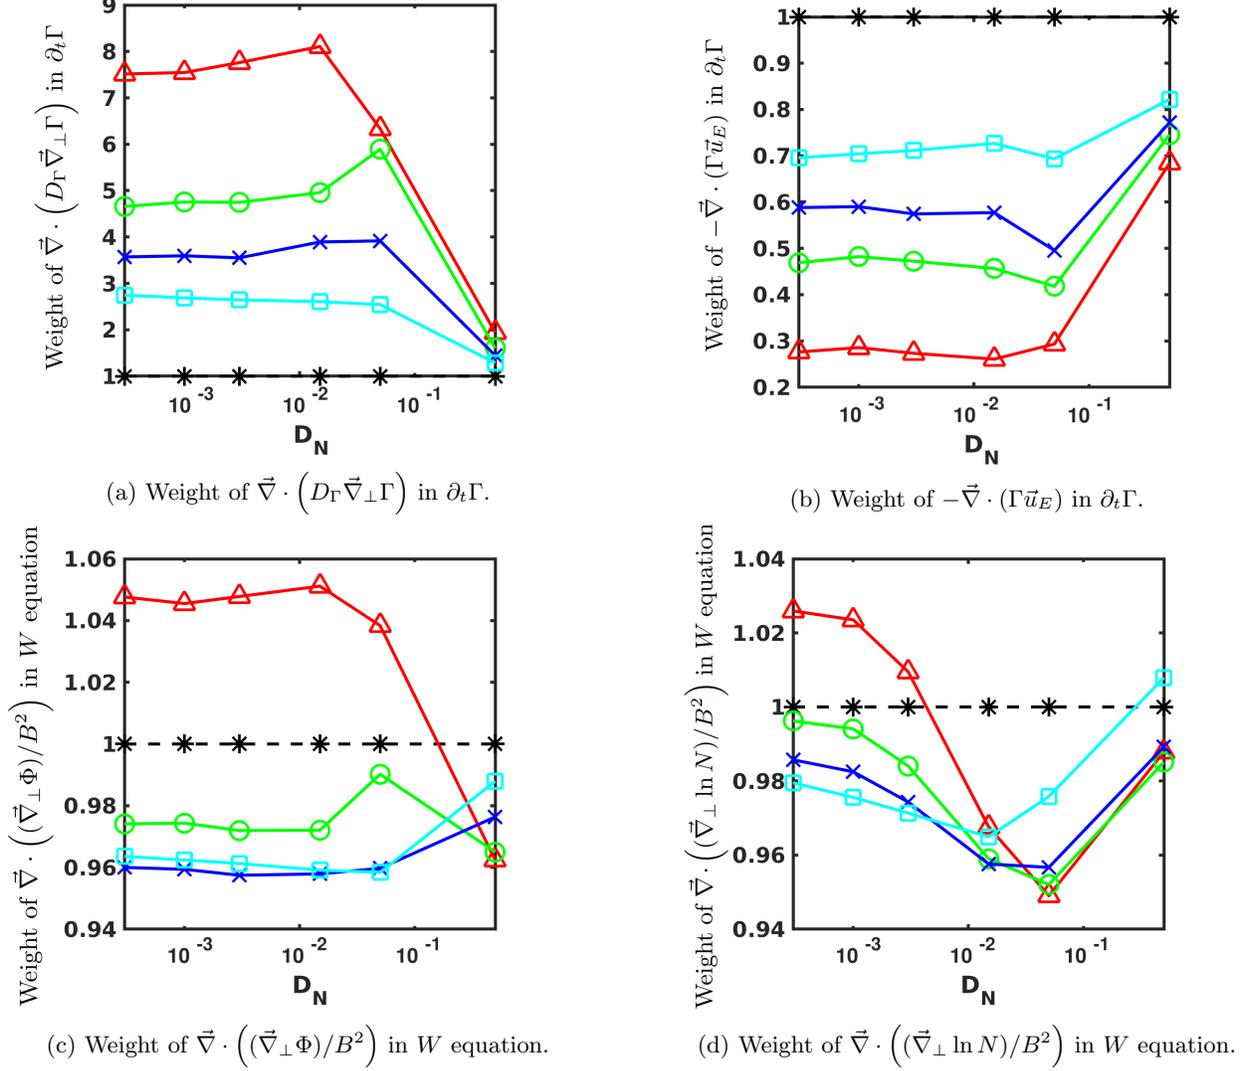 9
8
7
6
5
4
3
2
1
10 -3 10 -2 10 -1
D_N
Weight of ∇⃗ · (D_Γ ∇⃗_⊥ Γ) in ∂_tΓ
(a) Weight of ∇⃗ · (D_Γ ∇⃗_⊥ Γ) in ∂_tΓ.
1
0.9
0.8
0.7
0.6
0.5
0.4
0.3
0.2
10 -3 10 -2 10 -1
D_N
Weight of −∇⃗ · (Γu⃗_E) in ∂_tΓ
(b) Weight of −∇⃗ · (Γu⃗_E) in ∂_tΓ.
1.06
1.04
1.02
1
0.98
0.96
0.94
10 -3 10 -2 10 -1
D_N
Weight of ∇⃗ · ((∇⃗_⊥Φ)/B²) in W equation
(c) Weight of ∇⃗ · ((∇⃗_⊥Φ)/B²) in W equation.
1.04
1.02
1
0.98
0.96
0.94
10 -3 10 -2 10 -1
D_N
Weight of ∇⃗ · ((∇⃗_⊥ ln N)/B²) in W equation
(d) Weight of ∇⃗ · ((∇⃗_⊥ ln N)/B²) in W equation.